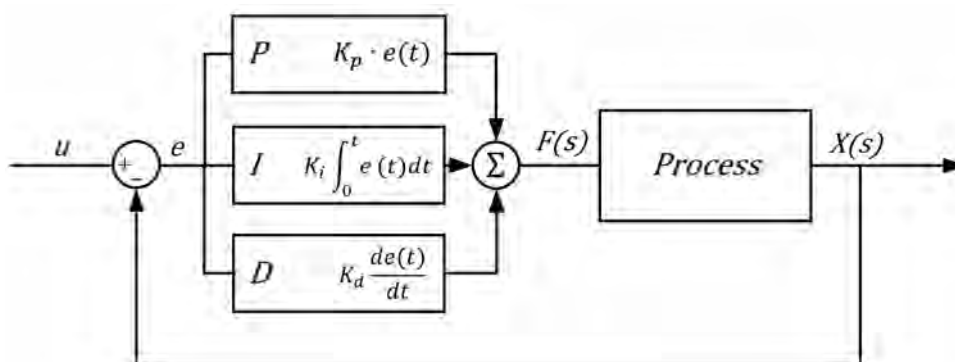 P K_p · e(t)
u + − e I K_i ∫_0^t e (t)dt Σ F(s) Process X(s)
D K_d de(t)/dt